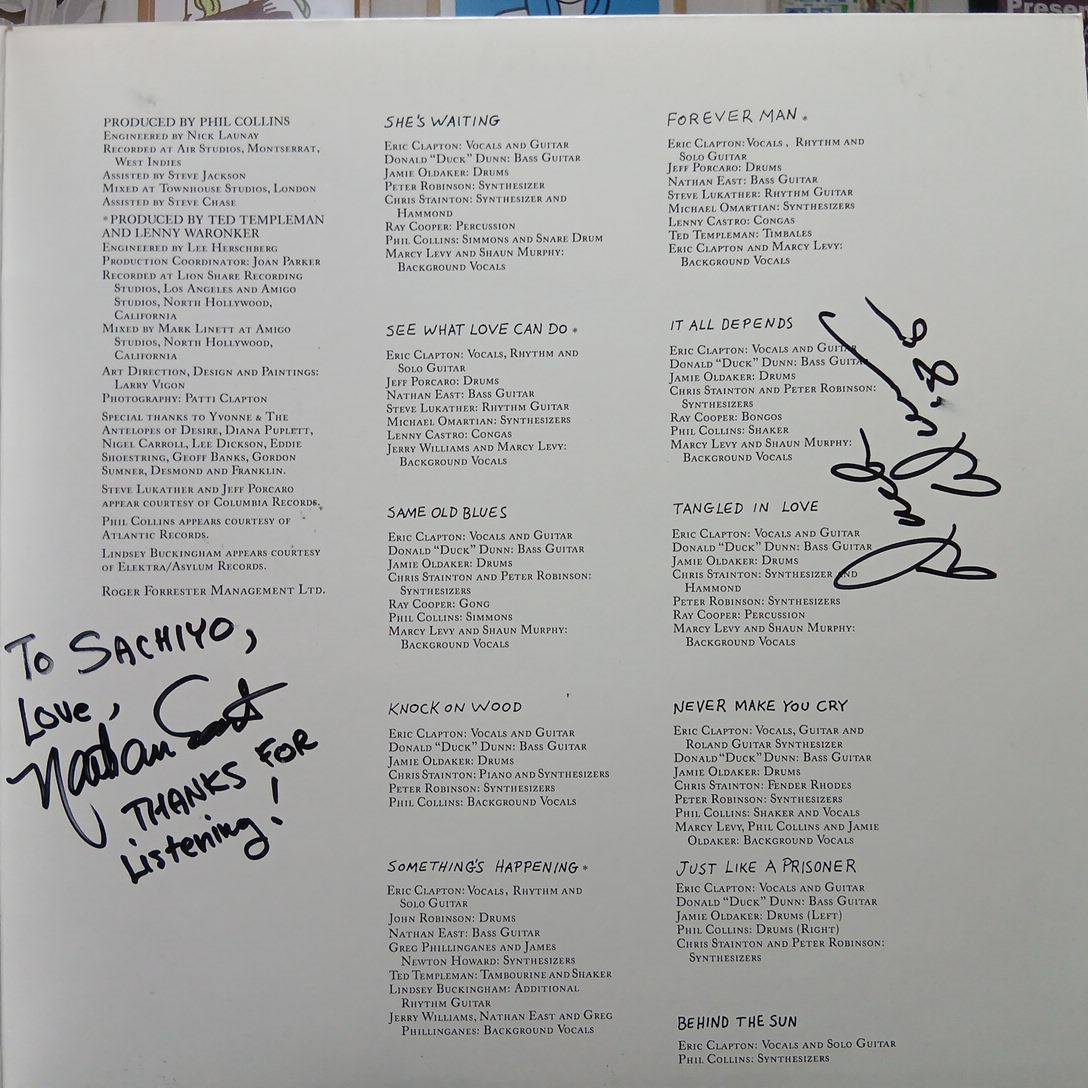 Presen
PRODUCED BY PHIL COLLINS
ENGINEERED BY NICK LAUNAY
RECORDED AT AIR STUDIOS, MONTSERRAT,
WEST INDIES
ASSISTED BY STEVE JACKSON
MIXED AT TOWNHOUSE STUDIOS, LONDON
ASSISTED BY STEVE CHASE
*PRODUCED BY TED TEMPLEMAN
AND LENNY WARONKER
ENGINEERED BY LEE HERSCHBERG
PRODUCTION COORDINATOR: JOAN PARKER
RECORDED AT LION SHARE RECORDING
STUDIOS, LOS ANGELES AND AMIGO
STUDIOS, NORTH HOLLYWOOD,
CALIFORNIA
MIXED BY MARK LINETT AT AMIGO
STUDIOS, NORTH HOLLYWOOD,
CALIFORNIA
ART DIRECTION, DESIGN AND PAINTINGS:
LARRY VIGON
PHOTOGRAPHY: PATTI CLAPTON
SPECIAL THANKS TO YVONNE & THE
ANTELOPES OF DESIRE, DIANA PUPLETT,
NIGEL CARROLL, LEE DICKSON, EDDIE
SHOESTRING, GEOFF BANKS, GORDON
SUMNER, DESMOND AND FRANKLIN.
STEVE LUKATHER AND JEFF PORCARO
APPEAR COURTESY OF COLUMBIA RECORDS.
PHIL COLLINS APPEARS COURTESY OF
ATLANTIC RECORDS.
LINDSEY BUCKINGHAM APPEARS COURTESY
OF ELEKTRA/ASYLUM RECORDS.
ROGER FORRESTER MANAGEMENT LTD.
TO SACHIYO,
Love,
Nathan East
THANKS FOR
Listening!
SHE'S WAITING
ERIC CLAPTON: VOCALS AND GUITAR
DONALD "DUCK" DUNN: BASS GUITAR
JAMIE OLDAKER: DRUMS
PETER ROBINSON: SYNTHESIZER
CHRIS STAINTON: SYNTHESIZER AND
HAMMOND
RAY COOPER: PERCUSSION
PHIL COLLINS: SIMMONS AND SNARE DRUM
MARCY LEVY AND SHAUN MURPHY:
BACKGROUND VOCALS
SEE WHAT LOVE CAN DO *
ERIC CLAPTON: VOCALS, RHYTHM AND
SOLO GUITAR
JEFF PORCARO: DRUMS
NATHAN EAST: BASS GUITAR
STEVE LUKATHER: RHYTHM GUITAR
MICHAEL OMARTIAN: SYNTHESIZERS
LENNY CASTRO: CONGAS
JERRY WILLIAMS AND MARCY LEVY:
BACKGROUND VOCALS
SAME OLD BLUES
ERIC CLAPTON: VOCALS AND GUITAR
DONALD "DUCK" DUNN: BASS GUITAR
JAMIE OLDAKER: DRUMS
CHRIS STAINTON AND PETER ROBINSON:
SYNTHESIZERS
RAY COOPER: GONG
PHIL COLLINS: SIMMONS
MARCY LEVY AND SHAUN MURPHY:
BACKGROUND VOCALS
KNOCK ON WOOD
ERIC CLAPTON: VOCALS AND GUITAR
DONALD "DUCK" DUNN: BASS GUITAR
JAMIE OLDAKER: DRUMS
CHRIS STAINTON: PIANO AND SYNTHESIZERS
PETER ROBINSON: SYNTHESIZERS
PHIL COLLINS: BACKGROUND VOCALS
SOMETHING'S HAPPENING *
ERIC CLAPTON: VOCALS, RHYTHM AND
SOLO GUITAR
JOHN ROBINSON: DRUMS
NATHAN EAST: BASS GUITAR
GREG PHILLINGANES AND JAMES
NEWTON HOWARD: SYNTHESIZERS
TED TEMPLEMAN: TAMBOURINE AND SHAKER
LINDSEY BUCKINGHAM: ADDITIONAL
RHYTHM GUITAR
JERRY WILLIAMS, NATHAN EAST AND GREG
PHILLINGANES: BACKGROUND VOCALS
FOREVER MAN *
ERIC CLAPTON: VOCALS, RHYTHM AND
SOLO GUITAR
JEFF PORCARO: DRUMS
NATHAN EAST: BASS GUITAR
STEVE LUKATHER: RHYTHM GUITAR
MICHAEL OMARTIAN: SYNTHESIZERS
LENNY CASTRO: CONGAS
TED TEMPLEMAN: TIMBALES
ERIC CLAPTON AND MARCY LEVY:
BACKGROUND VOCALS
IT ALL DEPENDS
ERIC CLAPTON: VOCALS AND GUITAR
DONALD "DUCK" DUNN: BASS GUITAR
JAMIE OLDAKER: DRUMS
CHRIS STAINTON AND PETER ROBINSON:
SYNTHESIZERS
RAY COOPER: BONGOS
PHIL COLLINS: SHAKER
MARCY LEVY AND SHAUN MURPHY:
BACKGROUND VOCALS
TANGLED IN LOVE
ERIC CLAPTON: VOCALS AND GUITAR
DONALD "DUCK" DUNN: BASS GUITAR
JAMIE OLDAKER: DRUMS
CHRIS STAINTON: SYNTHESIZER AND
HAMMOND
PETER ROBINSON: SYNTHESIZERS
RAY COOPER: PERCUSSION
MARCY LEVY AND SHAUN MURPHY:
BACKGROUND VOCALS
NEVER MAKE YOU CRY
ERIC CLAPTON: VOCALS, GUITAR AND
ROLAND GUITAR SYNTHESIZER
DONALD "DUCK" DUNN: BASS GUITAR
JAMIE OLDAKER: DRUMS
CHRIS STAINTON: FENDER RHODES
PETER ROBINSON: SYNTHESIZERS
PHIL COLLINS: SHAKER AND VOCALS
MARCY LEVY, PHIL COLLINS AND JAMIE
OLDAKER: BACKGROUND VOCALS
JUST LIKE A PRISONER
ERIC CLAPTON: VOCALS AND GUITAR
DONALD "DUCK" DUNN: BASS GUITAR
JAMIE OLDAKER: DRUMS (LEFT)
PHIL COLLINS: DRUMS (RIGHT)
CHRIS STAINTON AND PETER ROBINSON:
SYNTHESIZERS
BEHIND THE SUN
ERIC CLAPTON: VOCALS AND SOLO GUITAR
PHIL COLLINS: SYNTHESIZERS